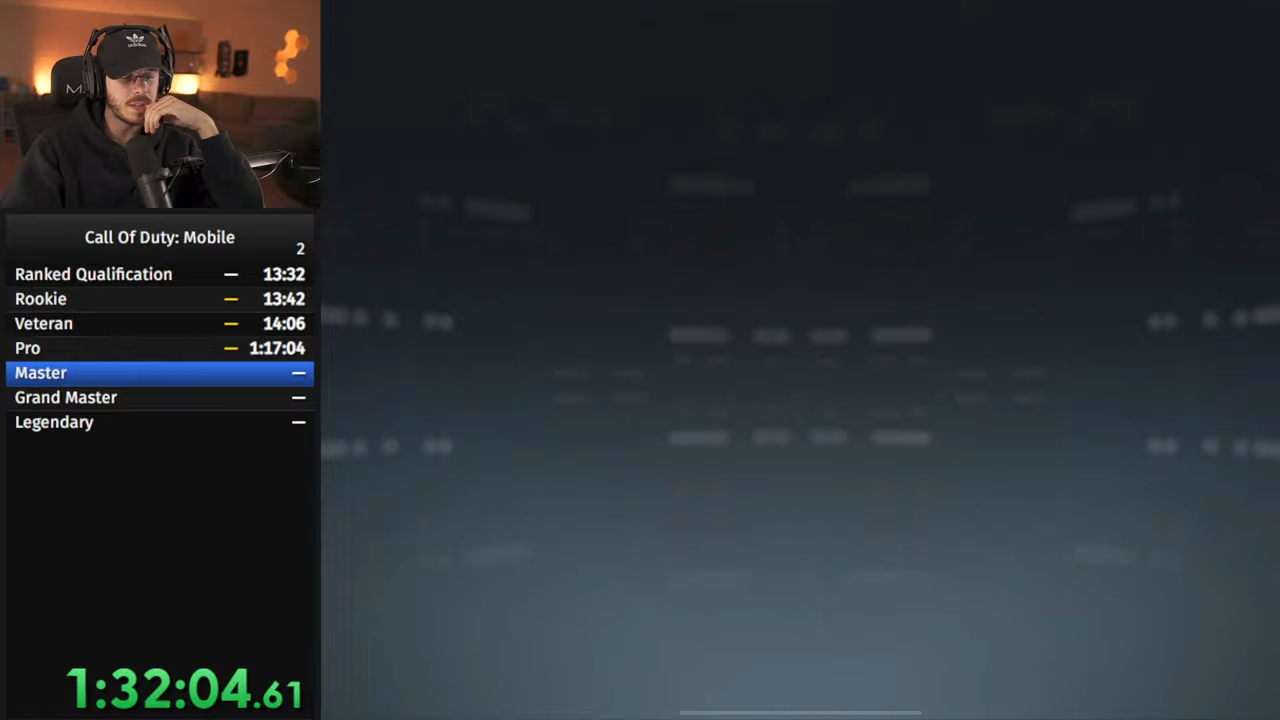 adidas
M
Call Of Duty: Mobile
2
Ranked Qualification — 13:32
Rookie — 13:42
Veteran — 14:06
Pro — 1:17:04
Master —
Grand Master —
Legendary —
1:32:04.61